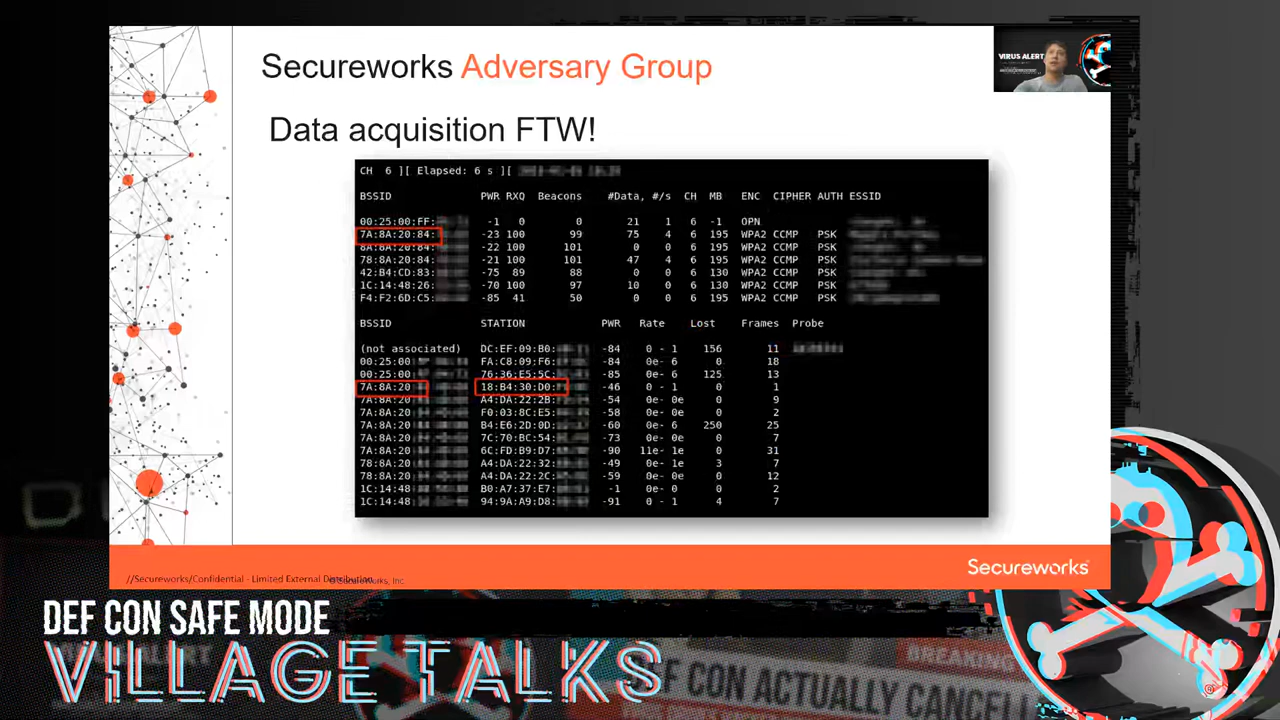 Secureworks Adversary Group
VIRUS ALERT
Data acquisition FTW!
CH 6 ][ Elapsed: 6 s ][
BSSID PWR RXQ Beacons #Data, #/s CH MB ENC CIPHER AUTH ESSID
00:25:00:FF: -1 0 0 21 1 6 -1 OPN
7A:8A:20:84: -23 100 99 75 4 6 195 WPA2 CCMP PSK
8A:8A:20:84: -22 100 101 0 0 6 195 WPA2 CCMP PSK
78:8A:20:84: -21 100 101 47 4 6 195 WPA2 CCMP PSK
42:B4:CD:83: -75 89 88 0 0 6 130 WPA2 CCMP PSK
1C:14:48:26: -70 100 97 10 0 6 130 WPA2 CCMP PSK
F4:F2:6D:C5: -85 41 50 0 0 6 195 WPA2 CCMP PSK
BSSID STATION PWR Rate Lost Frames Probe
(not associated) DC:EF:09:B0: -84 0 - 1 156 11
00:25:00 FA:C8:09:F6: -84 0e- 6 0 18
00:25:00 76:36:E5:5C: -85 0e- 6 125 13
7A:8A:20 18:B4:30:D0: -46 0 - 1 0 1
7A:8A:20 A4:DA:22:2B: -54 0e- 0e 0 9
7A:8A:20 F0:03:8C:E5: -58 0e- 0e 0 2
7A:8A:20 B4:E6:2D:0D: -60 0e- 6 250 25
7A:8A:20 7C:70:BC:54: -73 0e- 0e 0 7
7A:8A:20 6C:FD:B9:D7: -90 11e- 1e 0 31
78:8A:20 A4:DA:22:32: -49 0e- 1e 3 7
78:8A:20 A4:DA:22:2C: -59 0e- 0e 0 12
1C:14:48 B0:A7:37:E7: -1 0e- 0 0 2
1C:14:48 94:9A:A9:D8: -91 0 - 1 4 7
//Secureworks/Confidential - Limited External Distribution
© SecureWorks, Inc.
Secureworks
DEF CON SAFE MODE
VILLAGE TALKS
DEF CON ACTUALLY CANCEL